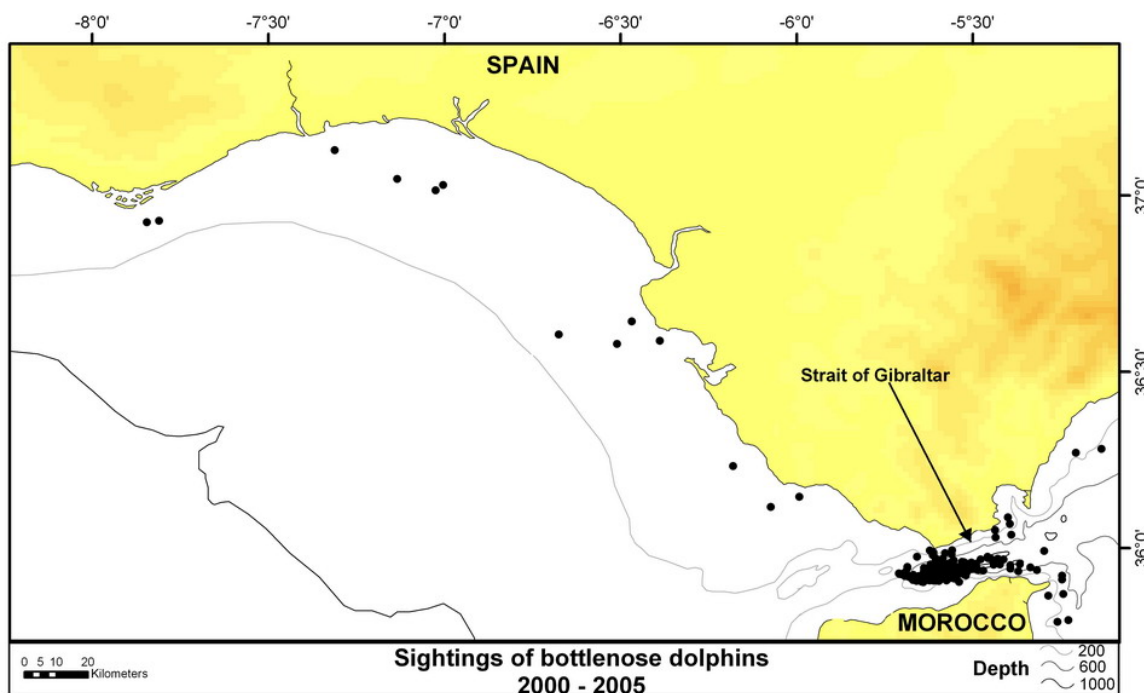 -8°0' -7°30' -7°0' -6°30' -6°0' -5°30'
SPAIN
37°0'
36°30'
Strait of Gibraltar
36°0'
MOROCCO
Sightings of bottlenose dolphins
2000 - 2005
0 5 10 20
Kilometers
Depth
200
600
1000